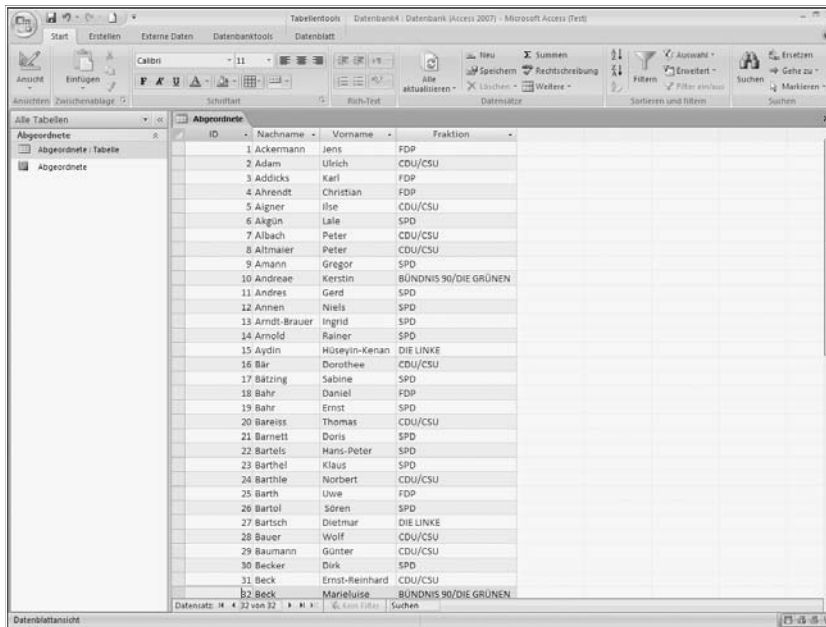 Tabellentools Datenbank4 : Datenbank (Access 2007) - Microsoft Access (Test)
Start Erstellen Externe Daten Datenbanktools Datenblatt
Ansicht Einfügen Calibri 11 F K U Alle aktualisieren Neu Speichern Löschen Σ Summen Rechtschreibung Weitere Filtern Auswahl Erweitert Filter ein/aus Suchen Ersetzen Gehe zu Markieren
Ansichten Zwischenablage Schriftart Rich-Text Datensätze Sortieren und Filtern Suchen
Alle Tabellen
Abgeordnete
Abgeordnete : Tabelle
Abgeordnete
Abgeordnete
ID Nachname Vorname Fraktion
1 Ackermann Jens FDP
2 Adam Ulrich CDU/CSU
3 Addicks Karl FDP
4 Ahrendt Christian FDP
5 Aigner Ilse CDU/CSU
6 Akgün Lale SPD
7 Albach Peter CDU/CSU
8 Altmaier Peter CDU/CSU
9 Amann Gregor SPD
10 Andreae Kerstin BÜNDNIS 90/DIE GRÜNEN
11 Andres Gerd SPD
12 Annen Niels SPD
13 Arndt-Brauer Ingrid SPD
14 Arnold Rainer SPD
15 Aydin Hüseyin-Kenan DIE LINKE
16 Bär Dorothee CDU/CSU
17 Bätzing Sabine SPD
18 Bahr Daniel FDP
19 Bahr Ernst SPD
20 Bareiss Thomas CDU/CSU
21 Barnett Doris SPD
22 Bartels Hans-Peter SPD
23 Barthel Klaus SPD
24 Barthle Norbert CDU/CSU
25 Barth Uwe FDP
26 Bartol Sören SPD
27 Bartsch Dietmar DIE LINKE
28 Bauer Wolf CDU/CSU
29 Baumann Günter CDU/CSU
30 Becker Dirk SPD
31 Beck Ernst-Reinhard CDU/CSU
32 Beck Marieluise BÜNDNIS 90/DIE GRÜNEN
Datensatz: 32 von 32 Kein Filter Suchen
Datenblattansicht